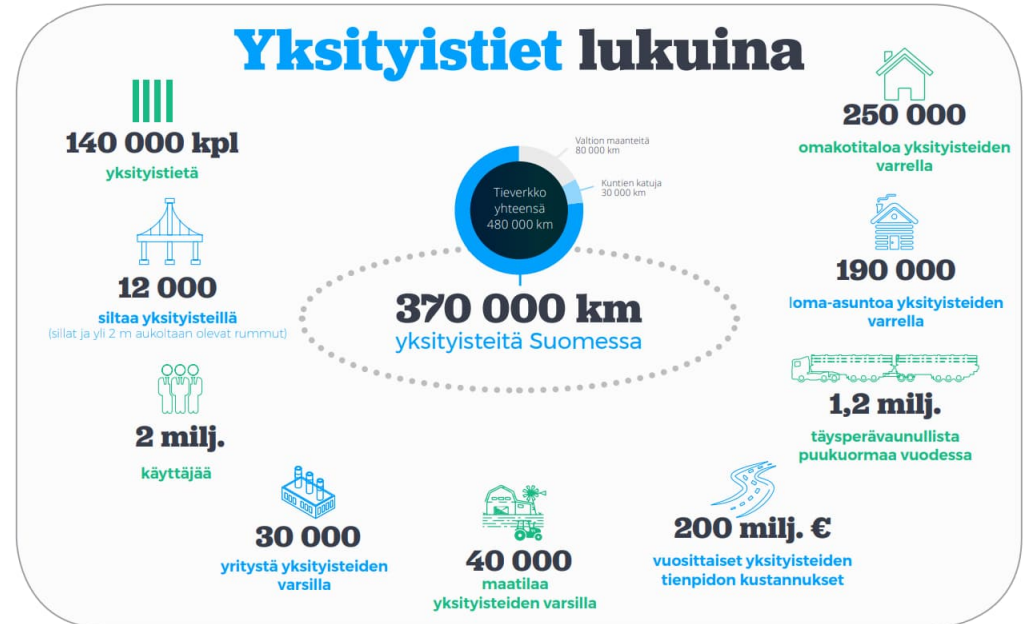 Yksityistiet lukuina
140 000 kpl
yksityistietä
12 000
siltaa yksityisteillä
(sillat ja yli 2 m aukoltaan olevat rummut)
2 milj.
käyttäjää
30 000
yritystä yksityisteiden
varsilla
Valtion maanteitä
80 000 km
Kuntien katuja
30 000 km
Tieverkko
yhteensä
480 000 km
370 000 km
yksityisteitä Suomessa
40 000
maatilaa
yksityisteiden varsilla
250 000
omakotitaloa yksityisteiden
varrella
190 000
loma-asuntoa yksityisteiden
varrella
1,2 milj.
täysperävaunullista
puukuormaa vuodessa
200 milj. €
vuosittaiset yksityisteiden
tienpidon kustannukset